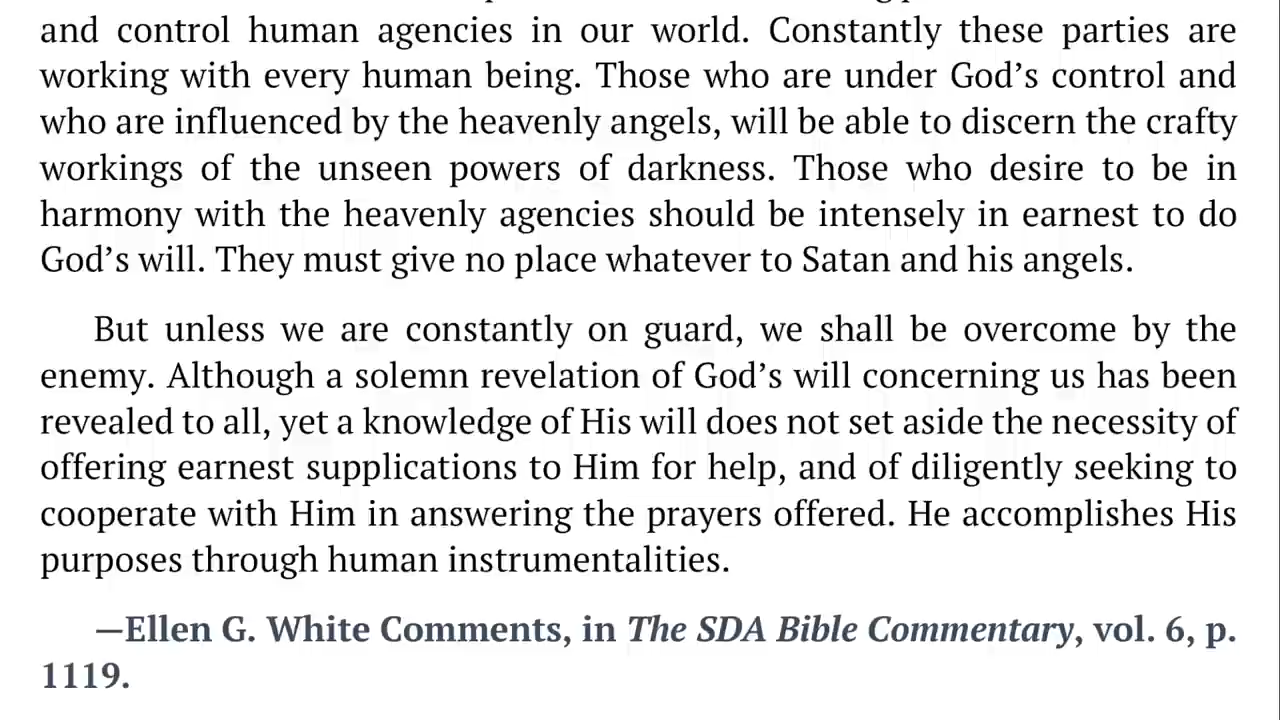 and control human agencies in our world. Constantly these parties are
working with every human being. Those who are under God’s control and
who are influenced by the heavenly angels, will be able to discern the crafty
workings of the unseen powers of darkness. Those who desire to be in
harmony with the heavenly agencies should be intensely in earnest to do
God’s will. They must give no place whatever to Satan and his angels.
But unless we are constantly on guard, we shall be overcome by the
enemy. Although a solemn revelation of God’s will concerning us has been
revealed to all, yet a knowledge of His will does not set aside the necessity of
offering earnest supplications to Him for help, and of diligently seeking to
cooperate with Him in answering the prayers offered. He accomplishes His
purposes through human instrumentalities.
—Ellen G. White Comments, in The SDA Bible Commentary, vol. 6, p.
1119.